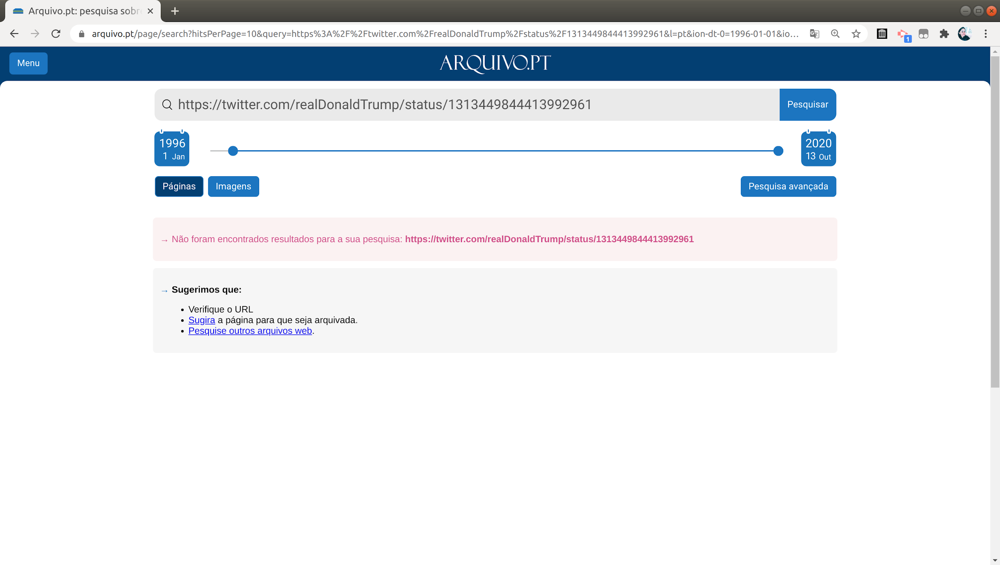 Arquivo.pt: pesquisa sobre
arquivo.pt/page/search?hitsPerPage=10&query=https%3A%2F%2Ftwitter.com%2FrealDonaldTrump%2Fstatus%2F1313449844413992961&l=pt&ion-dt-0=1996-01-01&io...
1
Menu
ARQUIVO.PT
https://twitter.com/realDonaldTrump/status/1313449844413992961
Pesquisar
1996
1 Jan
2020
13 Out
Páginas
Imagens
Pesquisa avançada
→ Não foram encontrados resultados para a sua pesquisa: https://twitter.com/realDonaldTrump/status/1313449844413992961
→ Sugerimos que:
• Verifique o URL
• Sugira a página para que seja arquivada.
• Pesquise outros arquivos web.